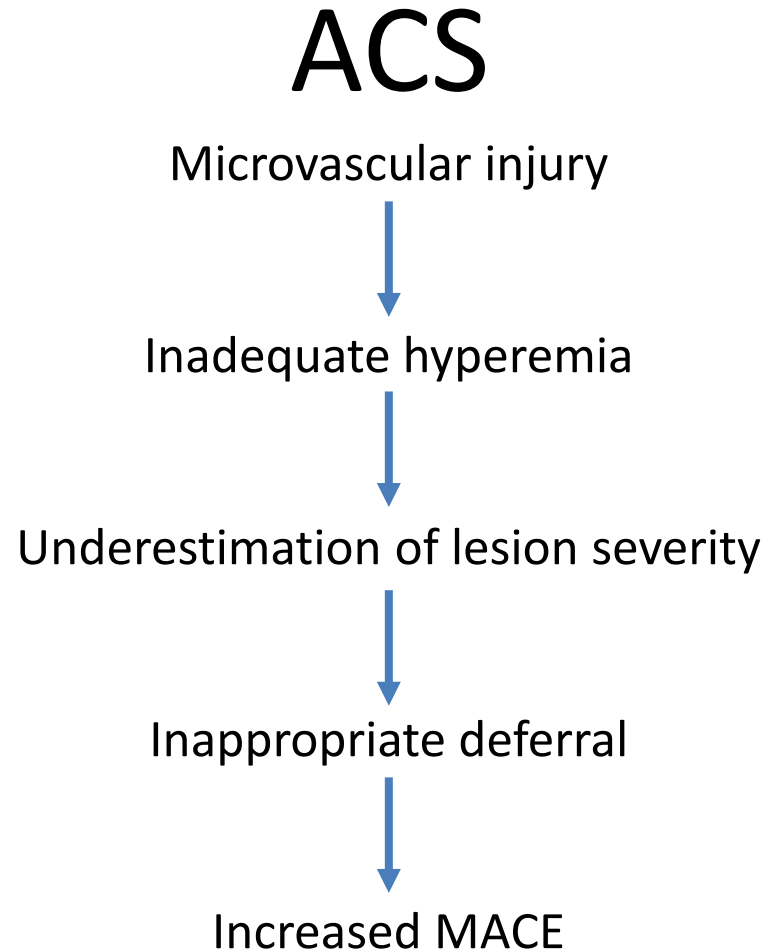 ACS
Microvascular injury
Inadequate hyperemia
Underestimation of lesion severity
Inappropriate deferral
Increased MACE